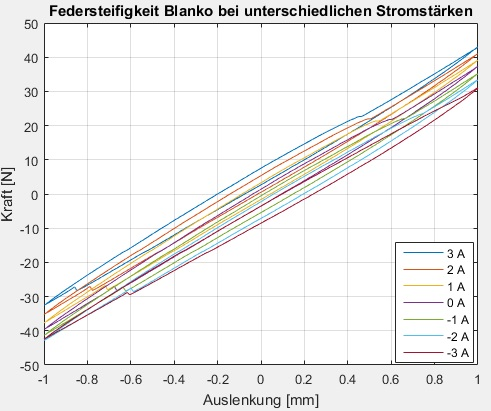 Federsteifigkeit Blanko bei unterschiedlichen Stromstärken
Kraft [N]
50
40
30
20
10
0
-10
-20
-30
-40
-50
-1 -0.8 -0.6 -0.4 -0.2 0 0.2 0.4 0.6 0.8 1
Auslenkung [mm]
3 A
2 A
1 A
0 A
-1 A
-2 A
-3 A